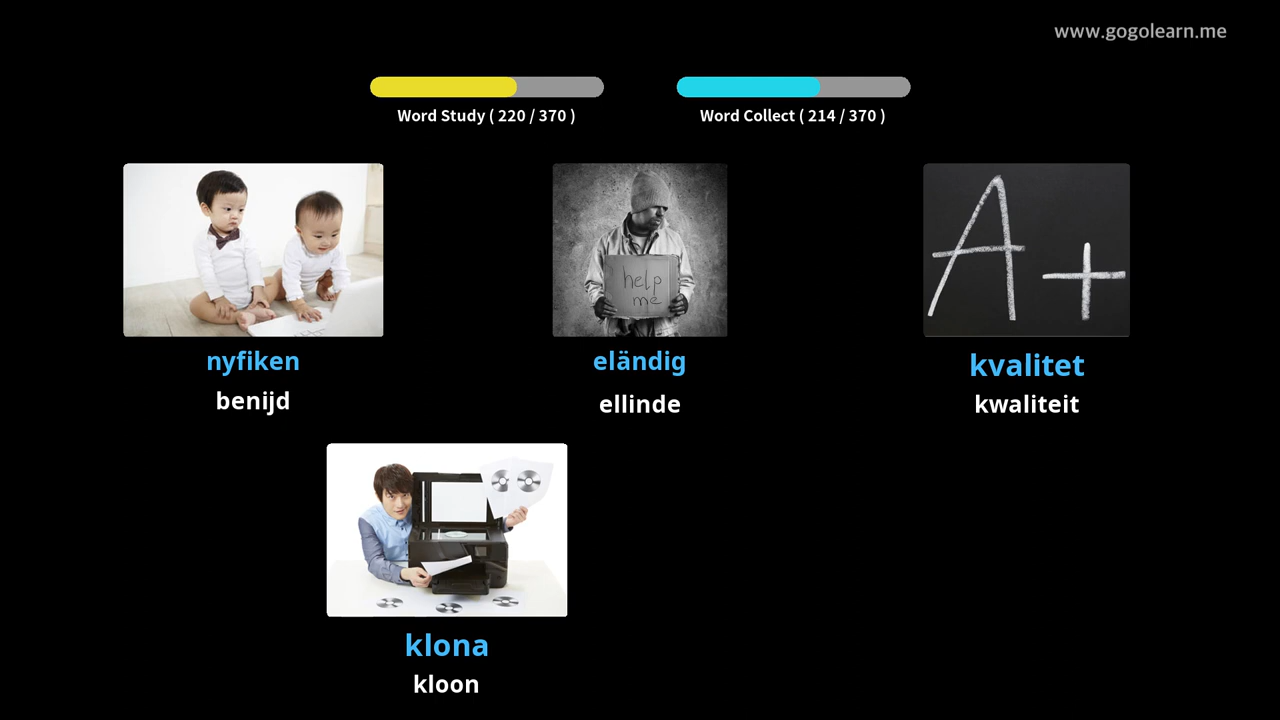 www.gogolearn.me
Word Study ( 220 / 370 )
Word Collect ( 214 / 370 )
help
me
A+
nyfiken
benijd
eländig
ellinde
kvalitet
kwaliteit
klona
kloon